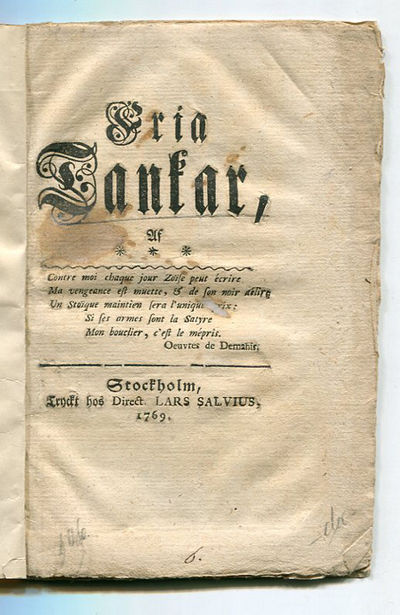 Fria
Tankar,
Af
* * *
Contre moi chaque jour Zoïse peut écrire
Ma vengeance est muette, & de son noir délire
Un Stoïque maintien sera l'unique prix;
Si ses armes sont la Satyre
Mon bouclier, c'est le mépris.
Oeuvres de Demahis.
Stockholm,
Tryckt hos Direct. LARS SALVIUS,
1769.
6.